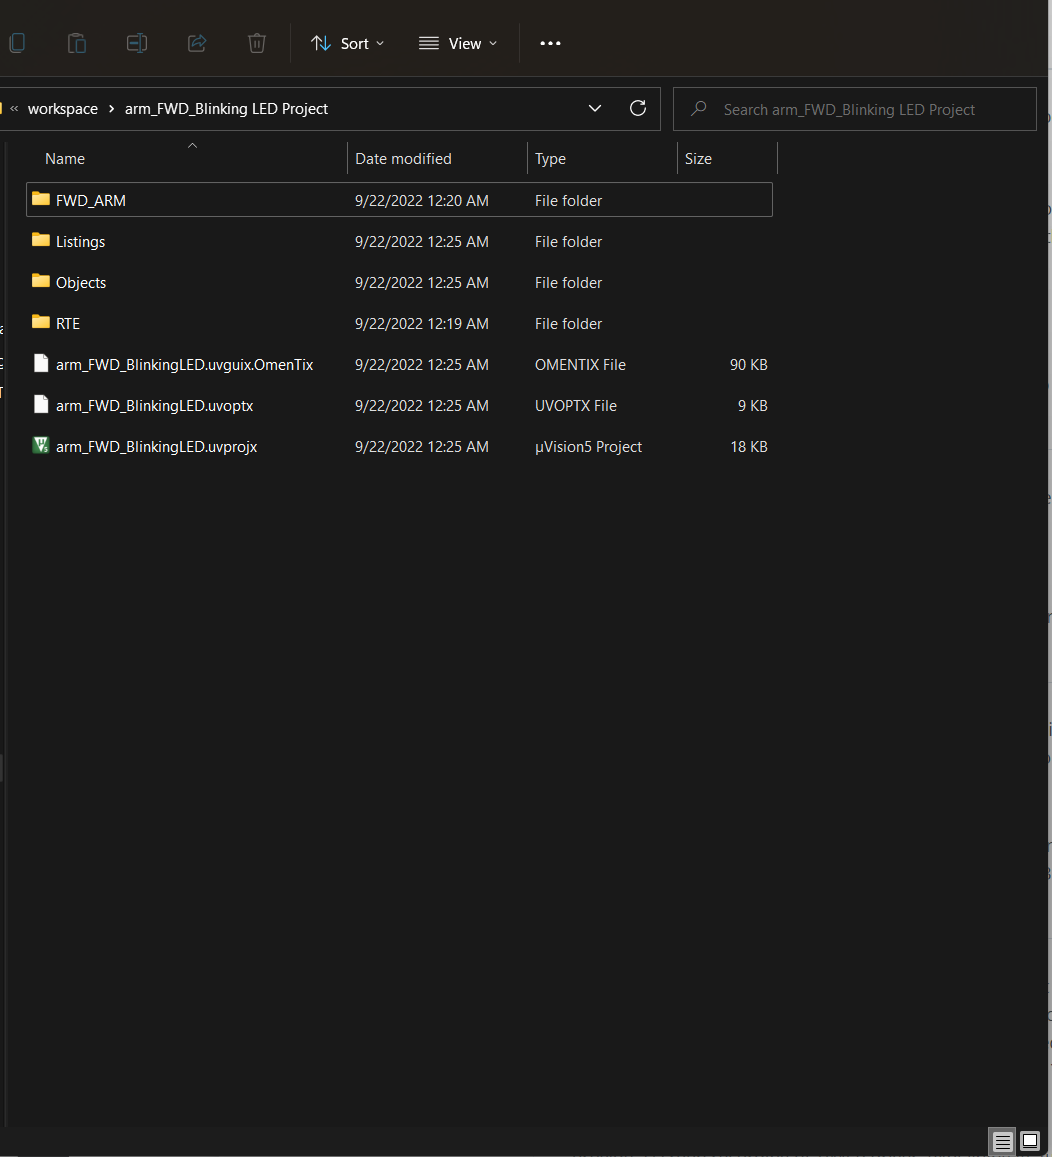 Sort View
« workspace > arm_FWD_Blinking LED Project Search arm_FWD_Blinking LED Project
Name Date modified Type Size
FWD_ARM 9/22/2022 12:20 AM File folder
Listings 9/22/2022 12:25 AM File folder
Objects 9/22/2022 12:25 AM File folder
RTE 9/22/2022 12:19 AM File folder
arm_FWD_BlinkingLED.uvguix.OmenTix 9/22/2022 12:25 AM OMENTIX File 90 KB
arm_FWD_BlinkingLED.uvoptx 9/22/2022 12:25 AM UVOPTX File 9 KB
arm_FWD_BlinkingLED.uvprojx 9/22/2022 12:25 AM µVision5 Project 18 KB